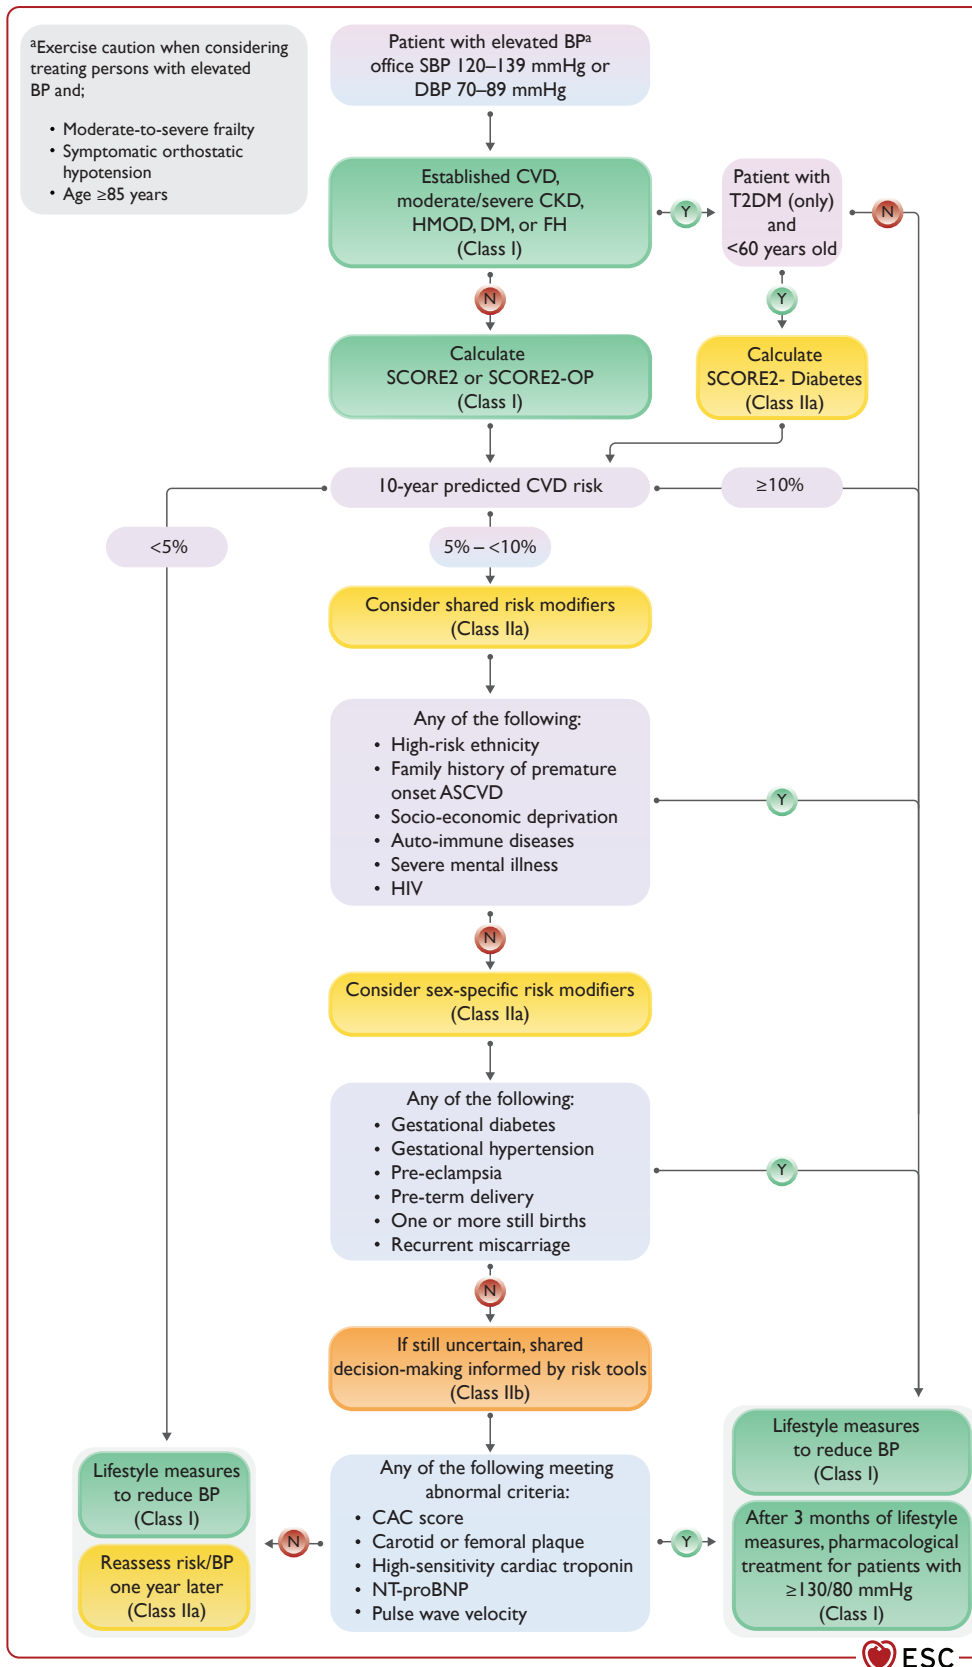 ᵃExercise caution when considering
treating persons with elevated
BP and;
• Moderate-to-severe frailty
• Symptomatic orthostatic
hypotension
• Age ≥85 years
Patient with elevated BPᵃ
office SBP 120–139 mmHg or
DBP 70–89 mmHg
Established CVD,
moderate/severe CKD,
HMOD, DM, or FH
(Class I)
Y
Patient with
T2DM (only)
and
<60 years old
N
N
Y
Calculate
SCORE2 or SCORE2-OP
(Class I)
Calculate
SCORE2- Diabetes
(Class IIa)
10-year predicted CVD risk
≥10%
<5%
5% – <10%
Consider shared risk modifiers
(Class IIa)
Any of the following:
• High-risk ethnicity
• Family history of premature
onset ASCVD
• Socio-economic deprivation
• Auto-immune diseases
• Severe mental illness
• HIV
Y
N
Consider sex-specific risk modifiers
(Class IIa)
Any of the following:
• Gestational diabetes
• Gestational hypertension
• Pre-eclampsia
• Pre-term delivery
• One or more still births
• Recurrent miscarriage
Y
N
If still uncertain, shared
decision-making informed by risk tools
(Class IIb)
Any of the following meeting
abnormal criteria:
• CAC score
• Carotid or femoral plaque
• High-sensitivity cardiac troponin
• NT-proBNP
• Pulse wave velocity
N
Y
Lifestyle measures
to reduce BP
(Class I)
Reassess risk/BP
one year later
(Class IIa)
Lifestyle measures
to reduce BP
(Class I)
After 3 months of lifestyle
measures, pharmacological
treatment for patients with
≥130/80 mmHg
(Class I)
ESC